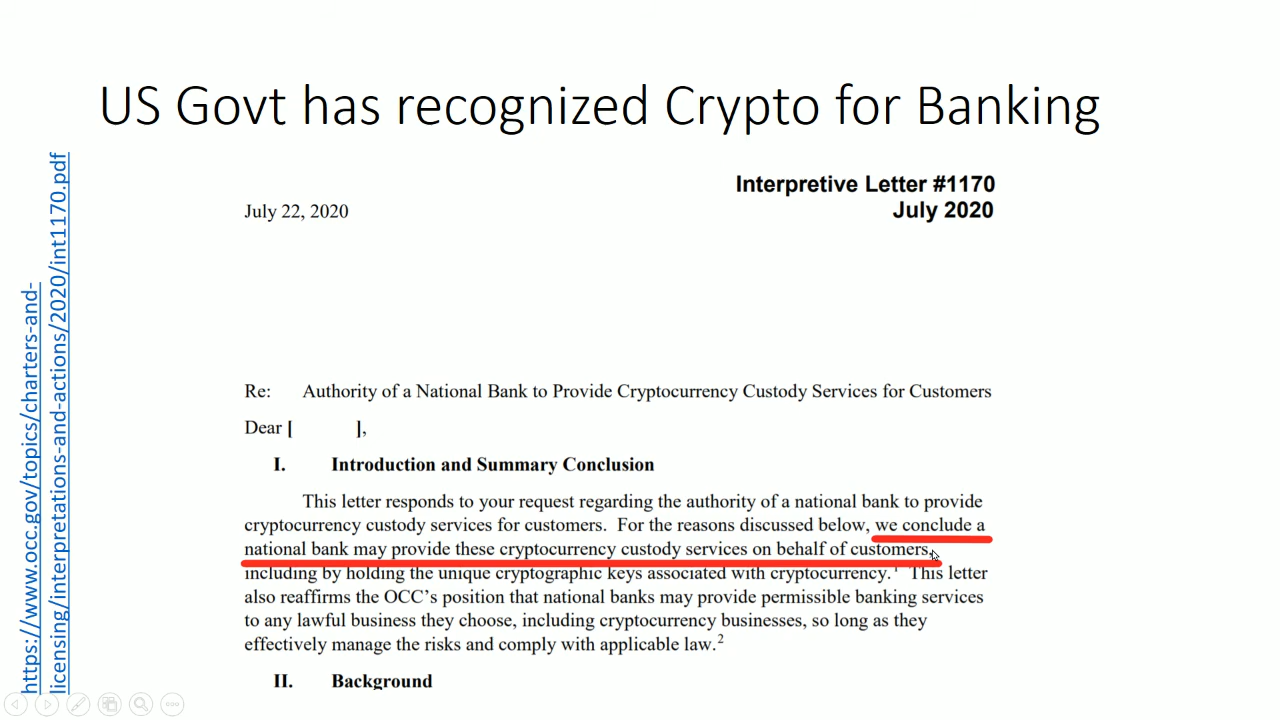 US Govt has recognized Crypto for Banking
https://www.occ.gov/topics/charters-and-
licensing/interpretations-and-actions/2020/int1170.pdf
Interpretive Letter #1170
July 2020
July 22, 2020
Re: Authority of a National Bank to Provide Cryptocurrency Custody Services for Customers
Dear [ ],
I. Introduction and Summary Conclusion
This letter responds to your request regarding the authority of a national bank to provide
cryptocurrency custody services for customers. For the reasons discussed below, we conclude a
national bank may provide these cryptocurrency custody services on behalf of customers,
including by holding the unique cryptographic keys associated with cryptocurrency.1 This letter
also reaffirms the OCC's position that national banks may provide permissible banking services
to any lawful business they choose, including cryptocurrency businesses, so long as they
effectively manage the risks and comply with applicable law.2
II. Background